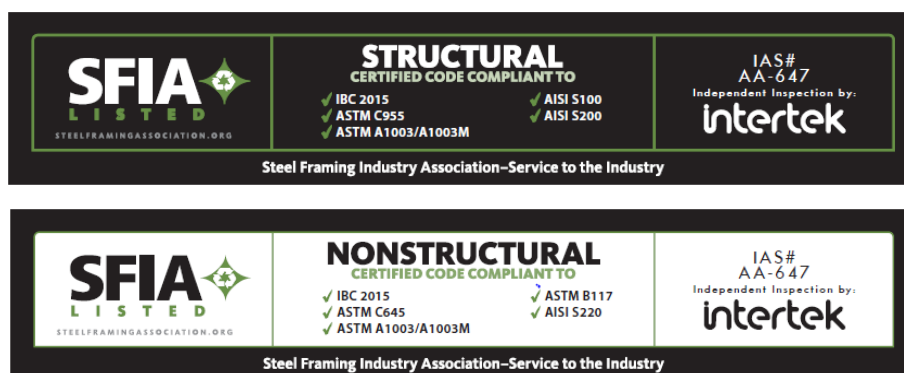 SFIA
LISTED
STEELFRAMINGASSOCIATION.ORG
STRUCTURAL
CERTIFIED CODE COMPLIANT TO
✓ IBC 2015
✓ ASTM C955
✓ ASTM A1003/A1003M
✓ AISI S100
✓ AISI S200
IAS#
AA-647
Independent Inspection by:
intertek
Steel Framing Industry Association–Service to the Industry
SFIA
LISTED
STEELFRAMINGASSOCIATION.ORG
NONSTRUCTURAL
CERTIFIED CODE COMPLIANT TO
✓ IBC 2015
✓ ASTM C645
✓ ASTM A1003/A1003M
✓ ASTM B117
✓ AISI S220
IAS#
AA-647
Independent Inspection by:
intertek
Steel Framing Industry Association–Service to the Industry